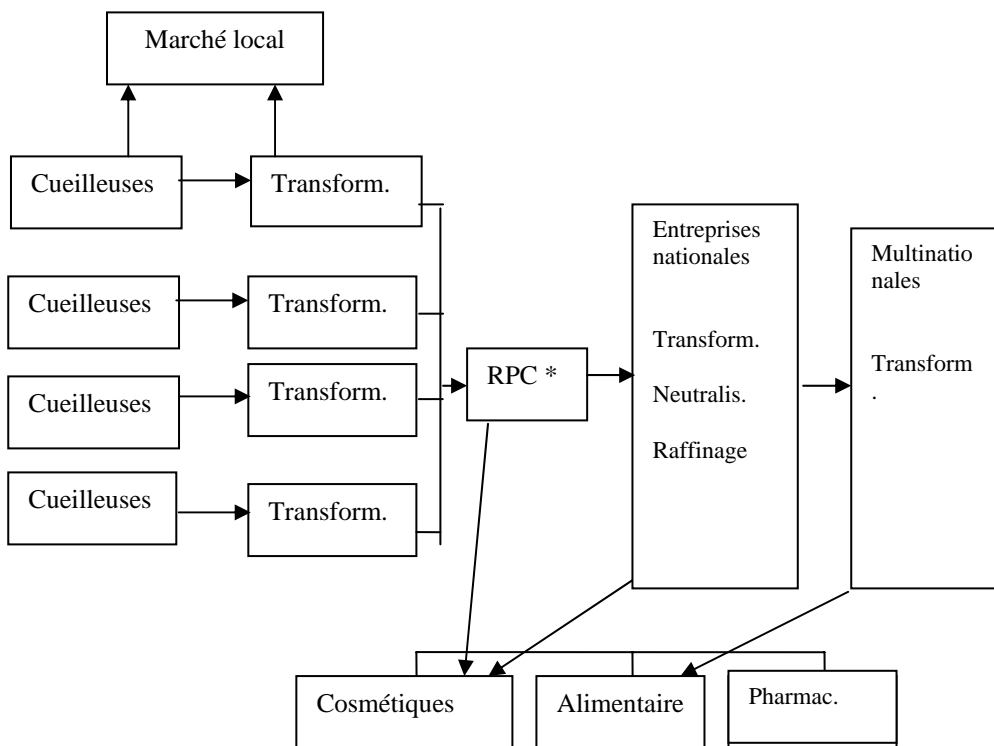 Marché local
Cueilleuses
Transform.
Cueilleuses
Transform.
Cueilleuses
Transform.
Cueilleuses
Transform.
RPC *
Entreprises
nationales
Transform.
Neutralis.
Raffinage
Multinatio
nales
Transform
.
Cosmétiques
Alimentaire
Pharmac.